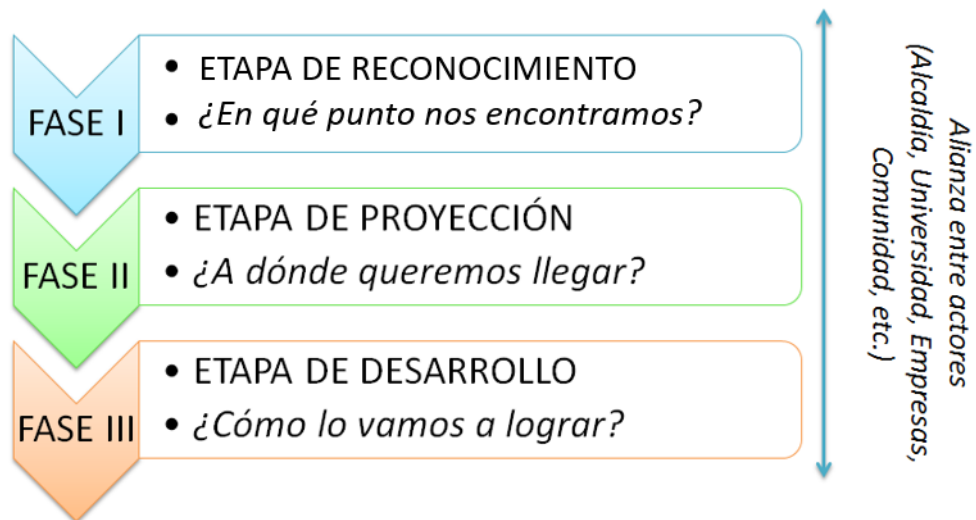 FASE I
• ETAPA DE RECONOCIMIENTO
• ¿En qué punto nos encontramos?
FASE II
• ETAPA DE PROYECCIÓN
• ¿A dónde queremos llegar?
FASE III
• ETAPA DE DESARROLLO
• ¿Cómo lo vamos a lograr?
Alianza entre actores
(Alcaldía, Universidad, Empresas,
Comunidad, etc.)